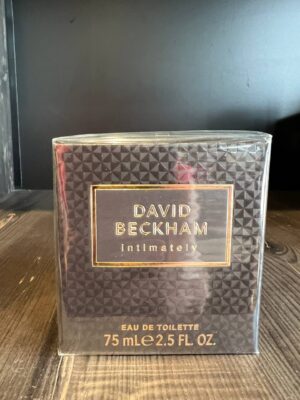 DAVID
BECKHAM
intimately
EAU DE TOILETTE
75 mL e 2.5 FL. OZ.